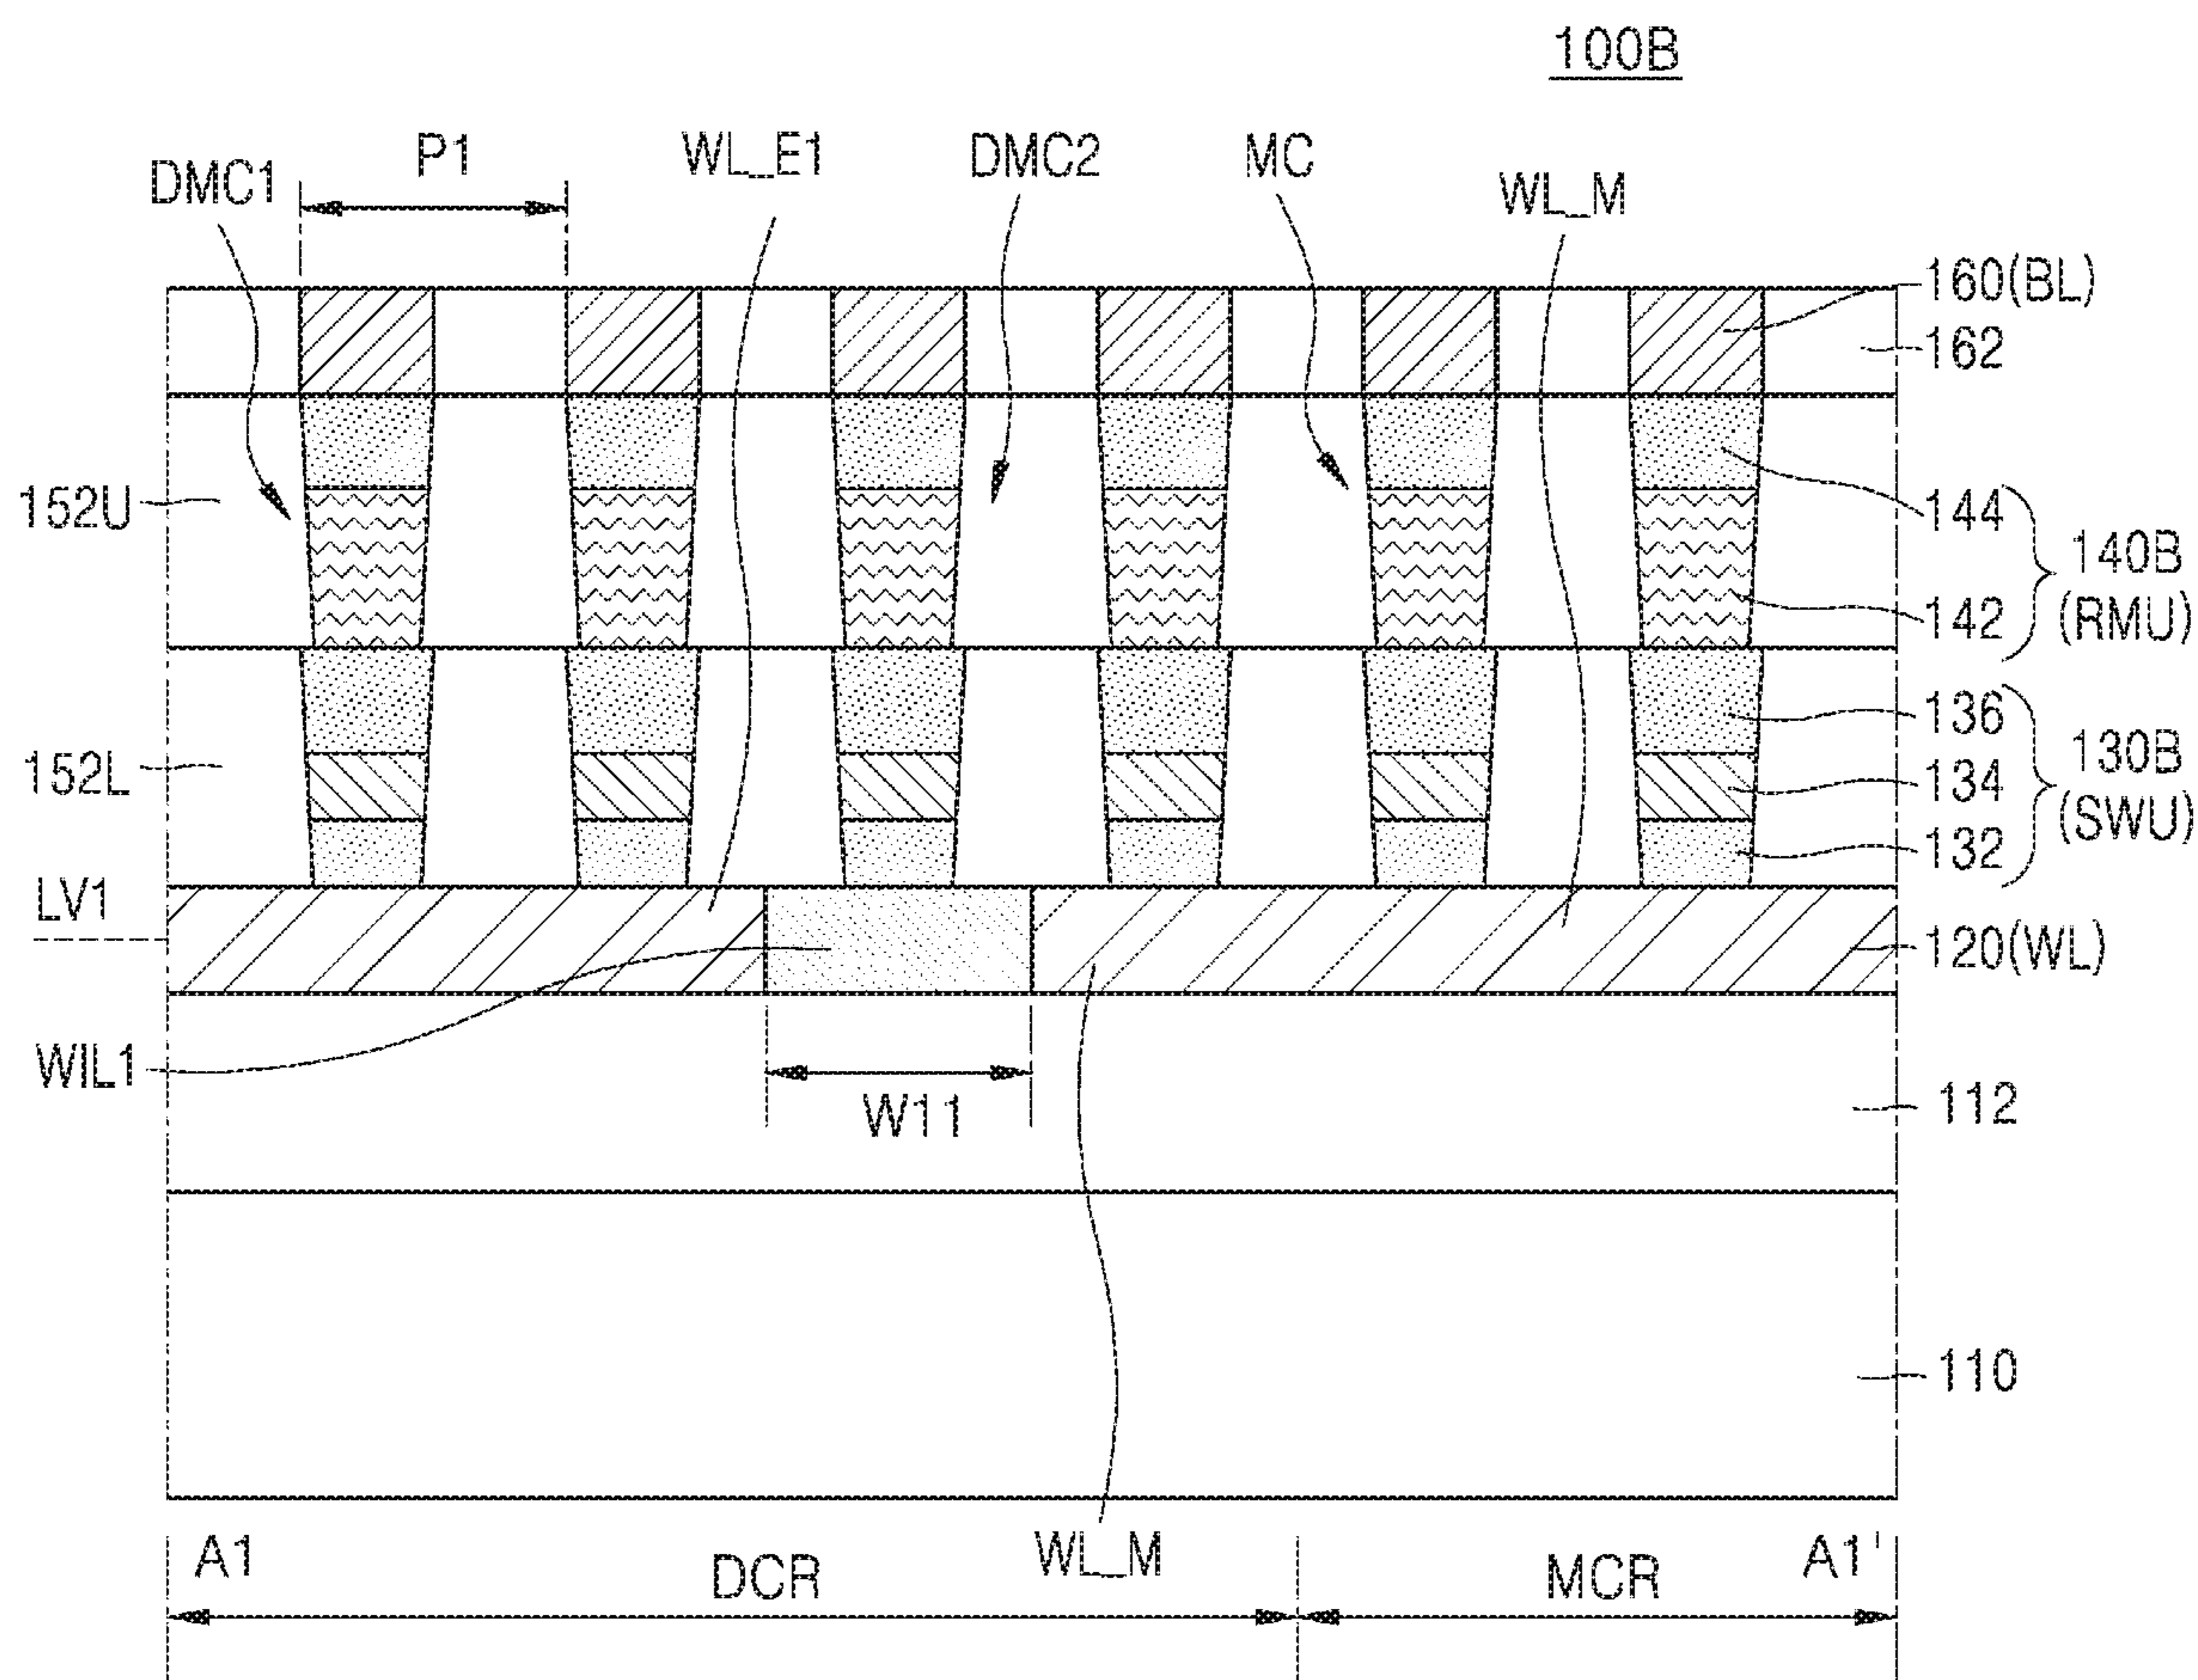 100B
DMC1
P1
WL_E1
DMC2
MC
WL_M
160(BL)
162
152U
144
142
140B
(RMU)
152L
136
134
132
130B
(SWU)
LV1
120(WL)
WIL1
W11
112
110
A1
DCR
WL_M
MCR
A1'